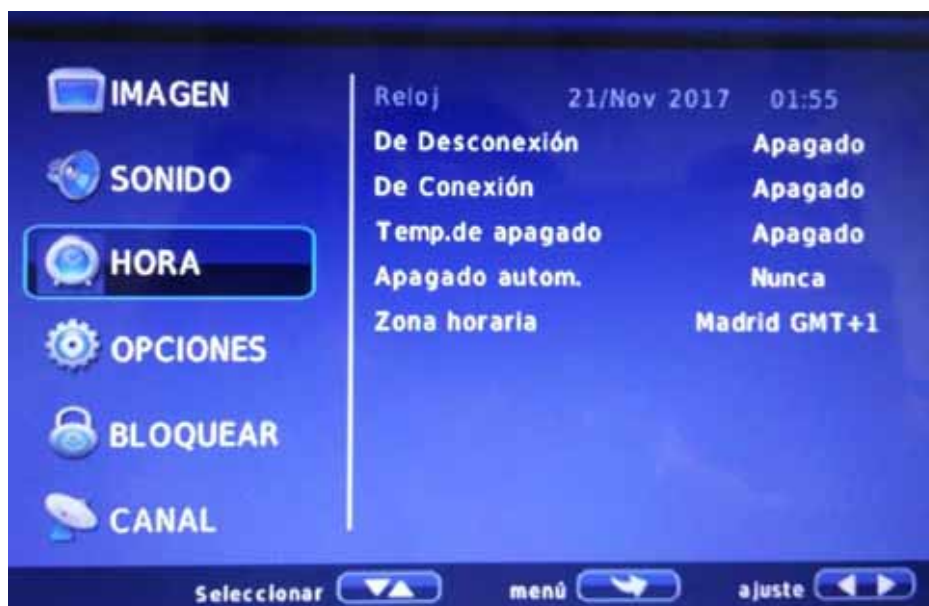 IMAGEN
SONIDO
HORA
OPCIONES
BLOQUEAR
CANAL
Reloj 21/Nov 2017 01:55
De Desconexión Apagado
De Conexión Apagado
Temp.de apagado Apagado
Apagado autom. Nunca
Zona horaria Madrid GMT+1
Seleccionar menú ajuste